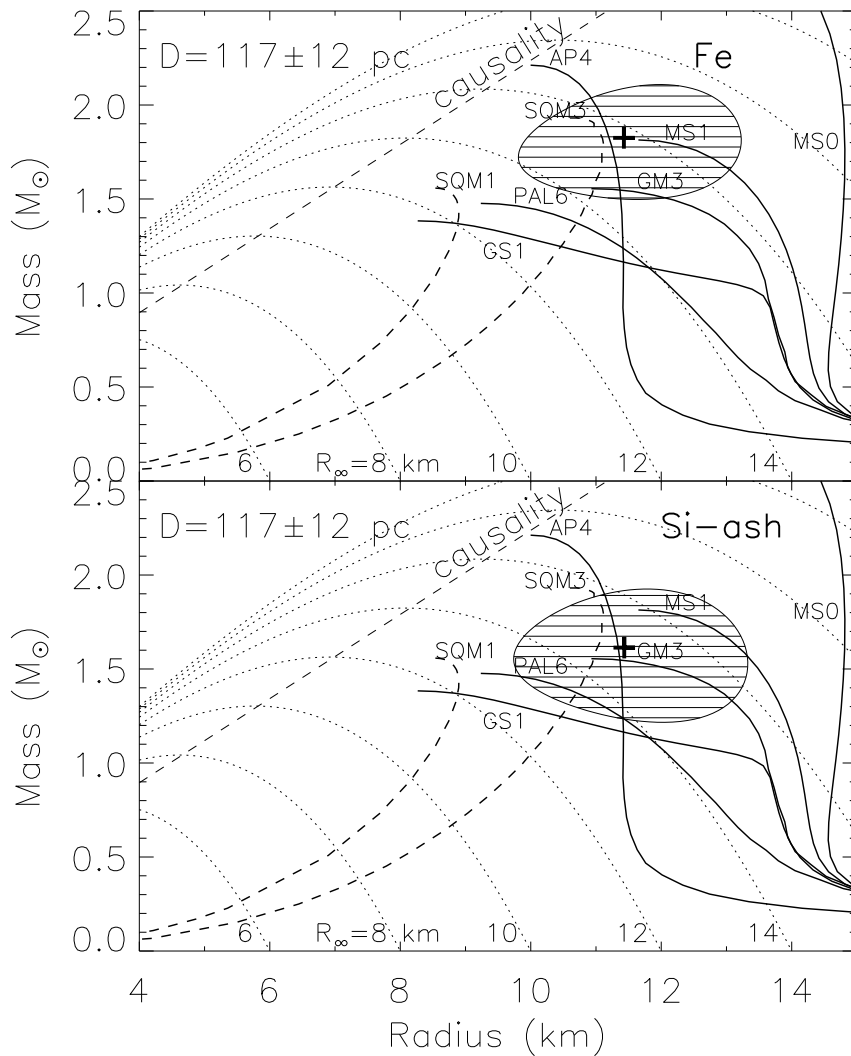 2.5
2.0
1.5
1.0
0.5
0.0
Mass (M⊙)
D=117±12 pc
causality
AP4
Fe
SQM3
MS1
MS0
SQM1
PAL6
GM3
GS1
6
R∞=8 km
10
12
14
2.5
2.0
1.5
1.0
0.5
0.0
Mass (M⊙)
D=117±12 pc
causality
AP4
Si-ash
SQM3
MS1
MS0
SQM1
PAL6
GM3
GS1
6
R∞=8 km
10
12
14
4 6 8 10 12 14
Radius (km)